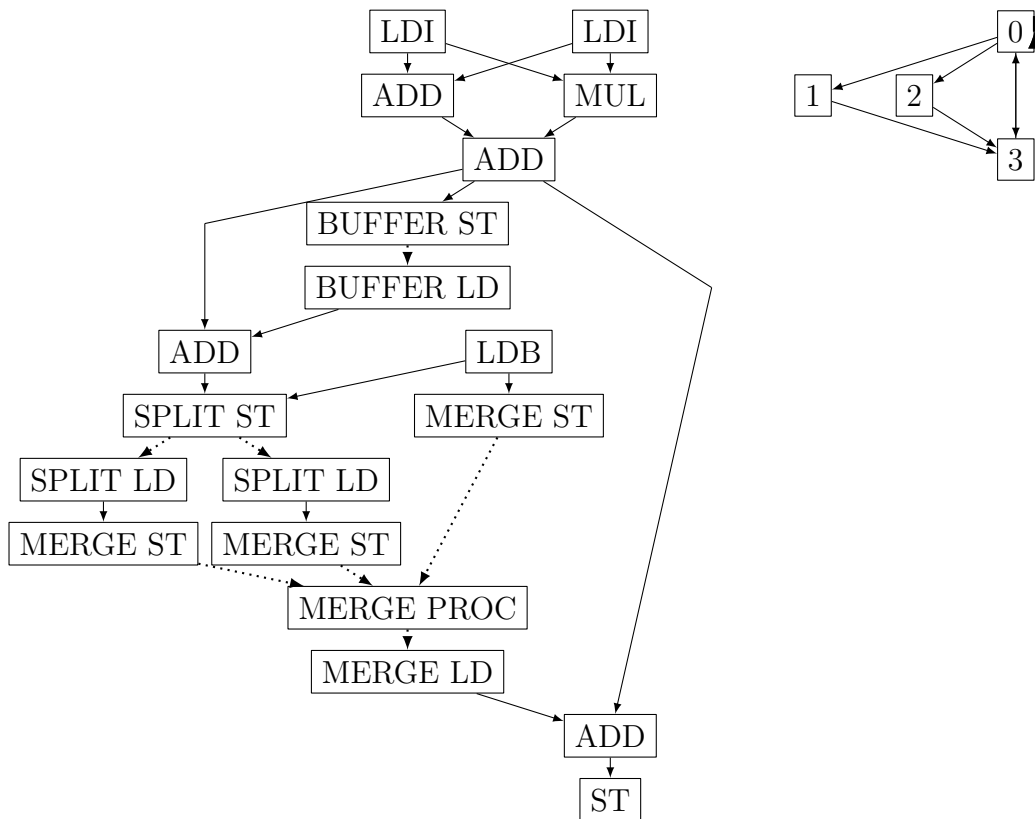 LDI LDI 0
ADD MUL 1 2
ADD 3
BUFFER ST
BUFFER LD
ADD LDB
SPLIT ST MERGE ST
SPLIT LD SPLIT LD
MERGE ST MERGE ST
MERGE PROC
MERGE LD
ADD
ST